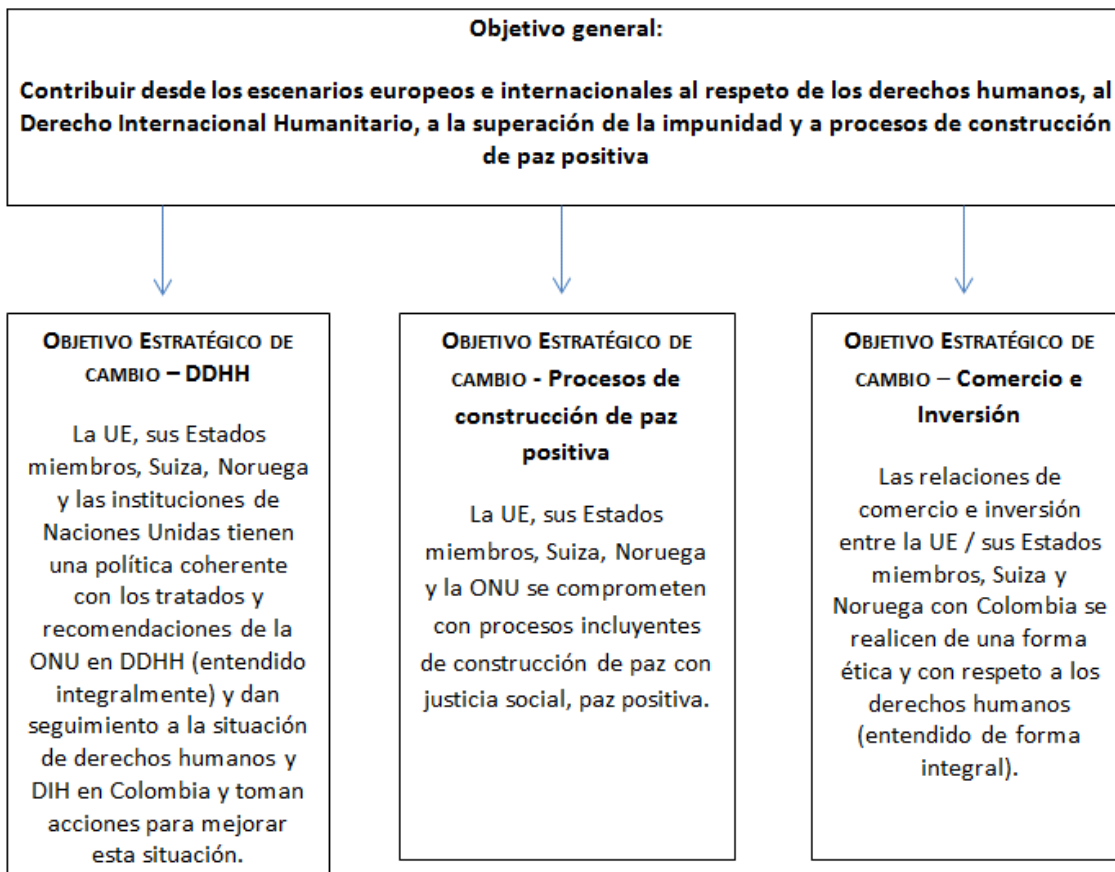 Objetivo general:
Contribuir desde los escenarios europeos e internacionales al respeto de los derechos humanos, al
Derecho Internacional Humanitario, a la superación de la impunidad y a procesos de construcción
de paz positiva
OBJETIVO ESTRATÉGICO DE
CAMBIO – DDHH
La UE, sus Estados
miembros, Suiza, Noruega
y las instituciones de
Naciones Unidas tienen
una política coherente
con los tratados y
recomendaciones de la
ONU en DDHH (entendido
integralmente) y dan
seguimiento a la situación
de derechos humanos y
DIH en Colombia y toman
acciones para mejorar
esta situación.
OBJETIVO ESTRATÉGICO DE
CAMBIO - Procesos de
construcción de paz
positiva
La UE, sus Estados
miembros, Suiza, Noruega
y la ONU se comprometen
con procesos incluyentes
de construcción de paz con
justicia social, paz positiva.
OBJETIVO ESTRATÉGICO DE
CAMBIO – Comercio e
Inversión
Las relaciones de
comercio e inversión
entre la UE / sus Estados
miembros, Suiza y
Noruega con Colombia se
realicen de una forma
ética y con respeto a los
derechos humanos
(entendido de forma
integral).